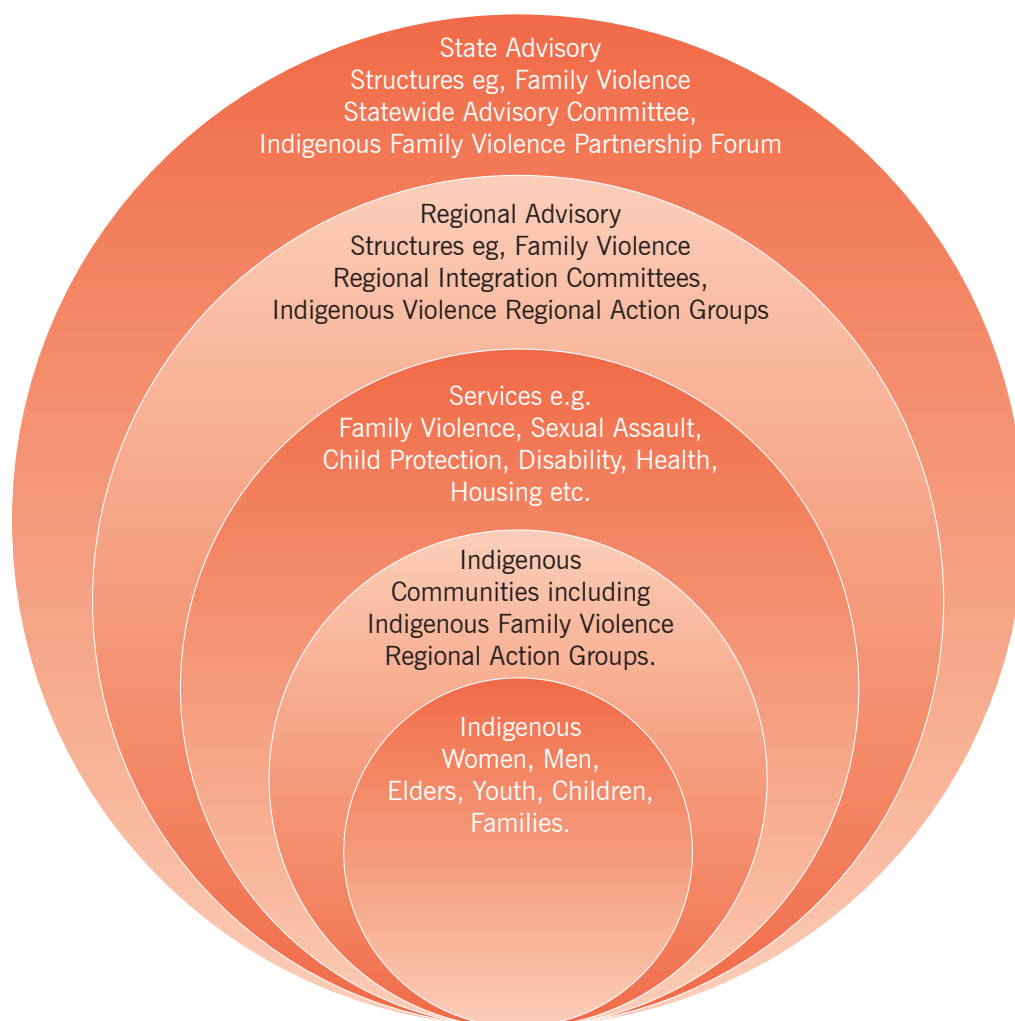 State Advisory
Structures eg, Family Violence
Statewide Advisory Committee,
Indigenous Family Violence Partnership Forum
Regional Advisory
Structures eg, Family Violence
Regional Integration Committees,
Indigenous Violence Regional Action Groups
Services e.g.
Family Violence, Sexual Assault,
Child Protection, Disability, Health,
Housing etc.
Indigenous
Communities including
Indigenous Family Violence
Regional Action Groups.
Indigenous
Women, Men,
Elders, Youth, Children,
Families.